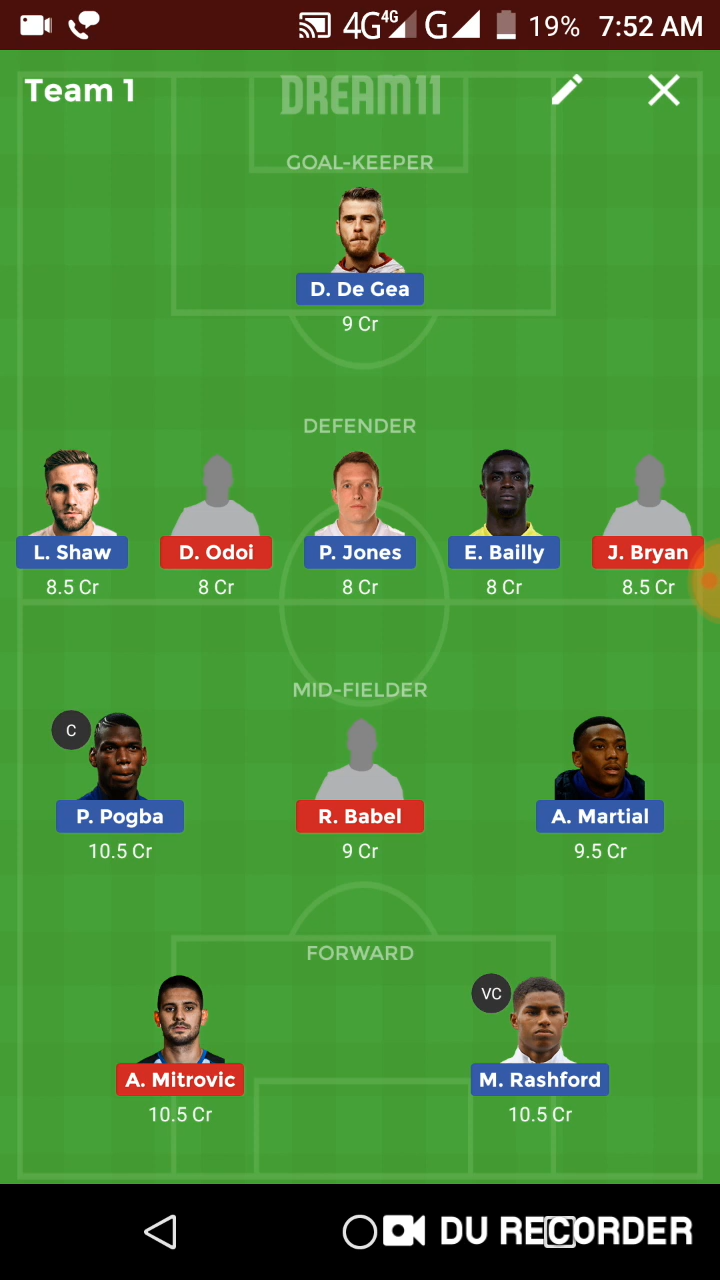 4G 4G G 19% 7:52 AM
Team 1 DREAM11
GOAL-KEEPER
D. De Gea
9 Cr
DEFENDER
L. Shaw D. Odoi P. Jones E. Bailly J. Bryan
8.5 Cr 8 Cr 8 Cr 8 Cr 8.5 Cr
MID-FIELDER
C
P. Pogba R. Babel A. Martial
10.5 Cr 9 Cr 9.5 Cr
FORWARD
VC
A. Mitrovic M. Rashford
10.5 Cr 10.5 Cr
DU RECORDER